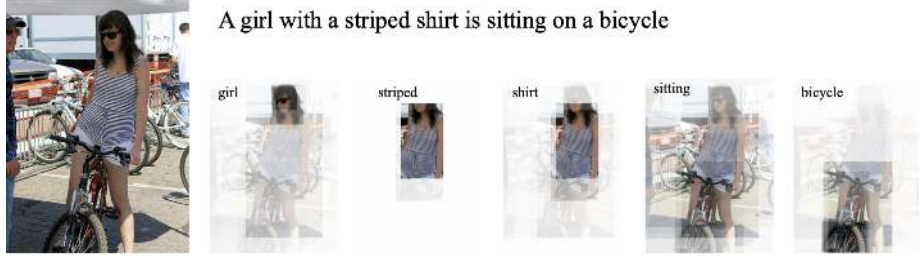 A girl with a striped shirt is sitting on a bicycle
girl
striped
shirt
sitting
bicycle